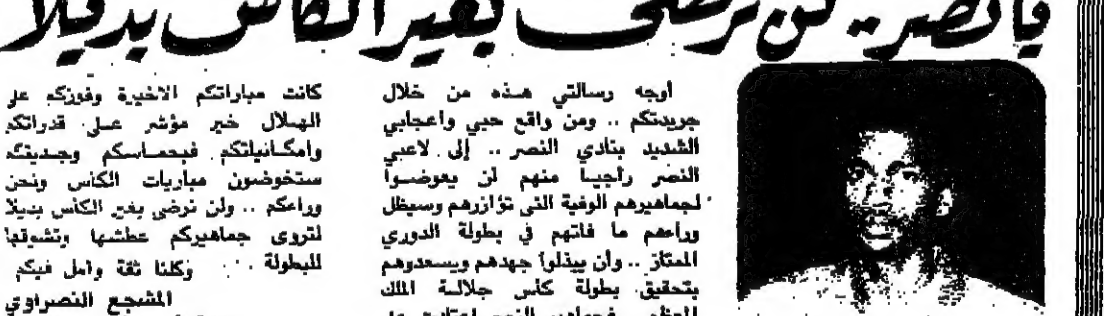 يا نصر .. لن نرضى بغير الكأس بديلا
أوجه رسالتي هذه من خلال
جريدتكم .. ومن واقع حبي واعجابي
الشديد بنادي النصر .. إلى لاعبي
النصر راجيا منهم لن يعوضوا
لجماهيرهم الوفية التى تؤازرهم وسيظل
وراءهم ما فاتهم في بطولة الدوري
الممتاز .. وأن يبذلوا جهدهم ويسعدوهم
بتحقيق بطولة كأس جلالة الملك
كانت مباراتكم الاخيرة وفوزكم على
الهلال خير مؤشر على قدراتكم
وامكانياتكم فبحماسكم وجديتكم
ستخوضون مباريات الكأس ونحن
وراءكم .. ولن نرضى بغير الكأس بديلا
لتروى جماهيركم عطشها وتشوقها
للبطولة .. وكلنا ثقة وأمل فيكم
المشجع النصراوي